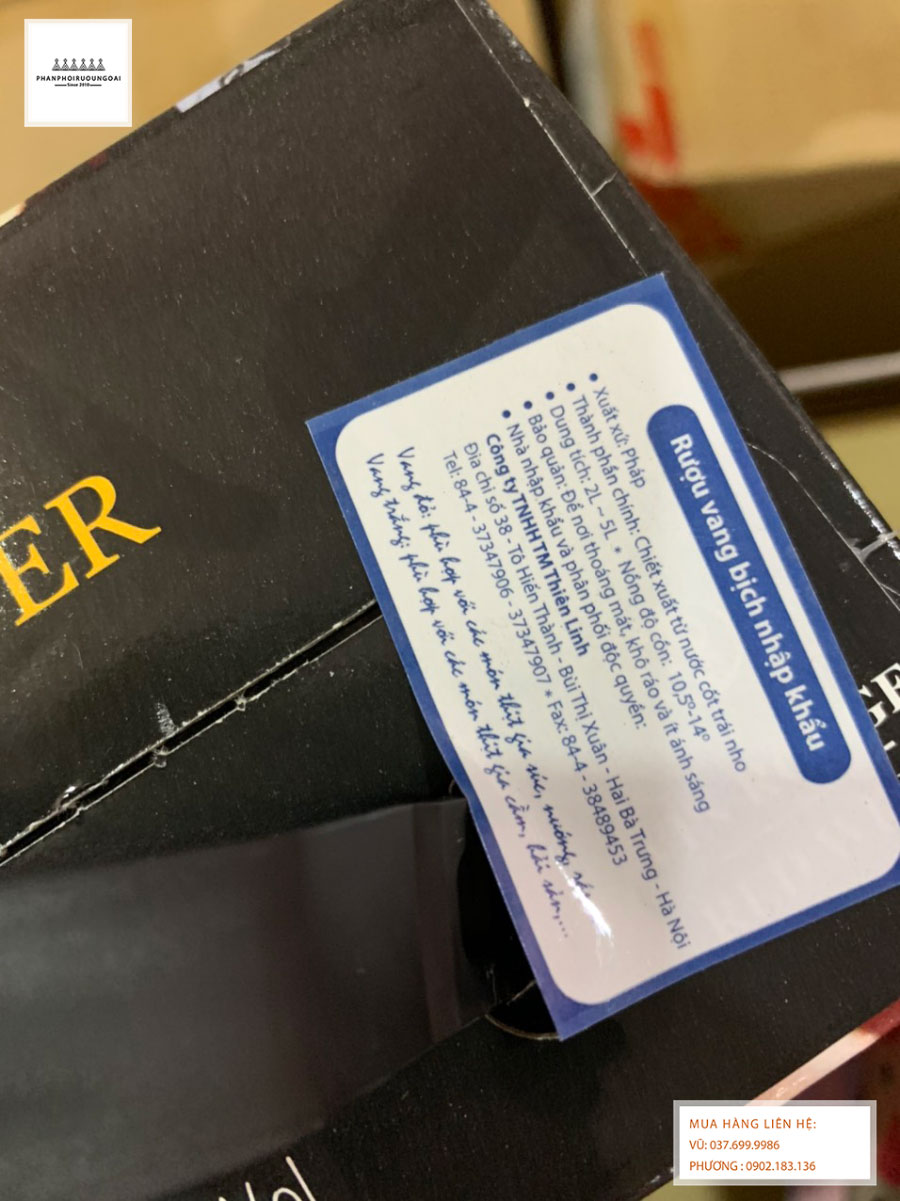 PHANPHOIRUOUNGOAI
Since 2010
ER
Rượu vang bịch nhập khẩu
• Xuất xứ: Pháp
• Thành phần chính: Chiết xuất từ nước cốt trái nho
• Dung tích: 2L ~ 5L * Nồng độ cồn: 10,5º-14º
• Bảo quản: Để nơi thoáng mát, khô ráo và ít ánh sáng
• Nhà nhập khẩu và phân phối độc quyền:
Công ty TNHH TM Thiên Linh
Địa chỉ số 38 - Tô Hiến Thành - Bùi Thị Xuân - Hai Bà Trưng - Hà Nội
Tel: 84-4 - 37347906 - 37347907 * Fax: 84-4 - 38489453
Vang đỏ: phù hợp với các món thịt gia súc, nướng,
Vang trắng phù hợp với các món thịt gia cầm, hải sản,...
MUA HÀNG LIÊN HỆ:
VŨ: 037.699.9986
PHƯƠNG : 0902.183.136